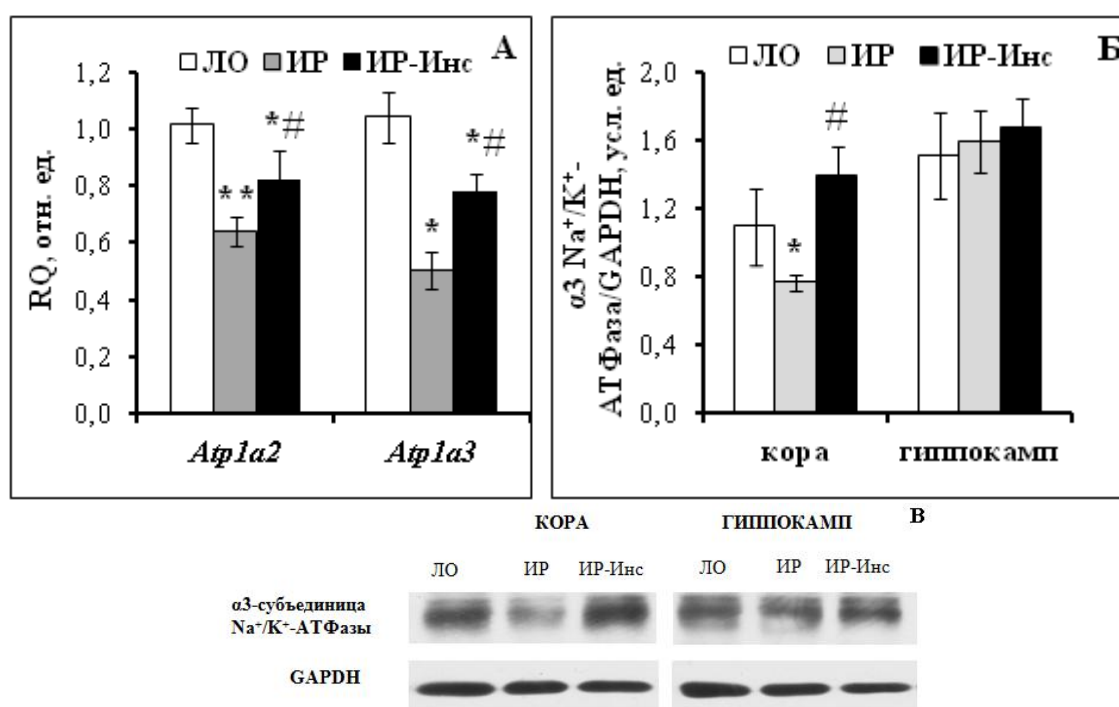 А
□ЛО ■ИР ■ИР-Инс
RQ, отн. ед.
1,2
1,0
0,8
0,6
0,4
0,2
0,0
**
*#
*
*#
Atp1a2 Atp1a3
Б
□ЛО □ИР ■ИР-Инс
α3 Na⁺/K⁺-
АТФаза/GAPDH, усл. ед.
2,0
1,6
1,2
0,8
0,4
0,0
*
#
кора гиппокамп
КОРА ГИППОКАМП В
ЛО ИР ИР-Инс ЛО ИР ИР-Инс
α3-субъединица
Na⁺/K⁺-АТФазы
GAPDH